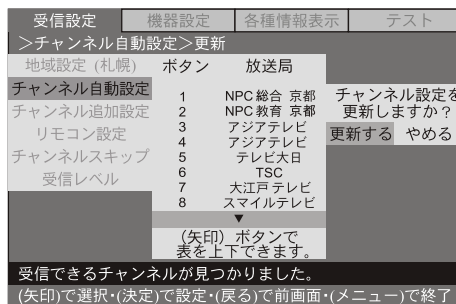 受信設定 機器設定 各種情報表示 テスト
＞チャンネル自動設定＞更新
地域設定（札幌）
チャンネル自動設定
チャンネル追加設定
リモコン設定
チャンネルスキップ
受信レベル
ボタン 放送局
1 NPC総合 京都
2 NPC教育 京都
3 アジアテレビ
4 アジアテレビ
5 テレビ大日
6 TSC
7 大江戸テレビ
8 スマイルテレビ
▼
（矢印）ボタンで
表を上下できます。
チャンネル設定を
更新しますか？
更新する やめる
受信できるチャンネルが見つかりました。
(矢印)で選択・(決定)で設定・(戻る)で前画面・(メニュー)で終了